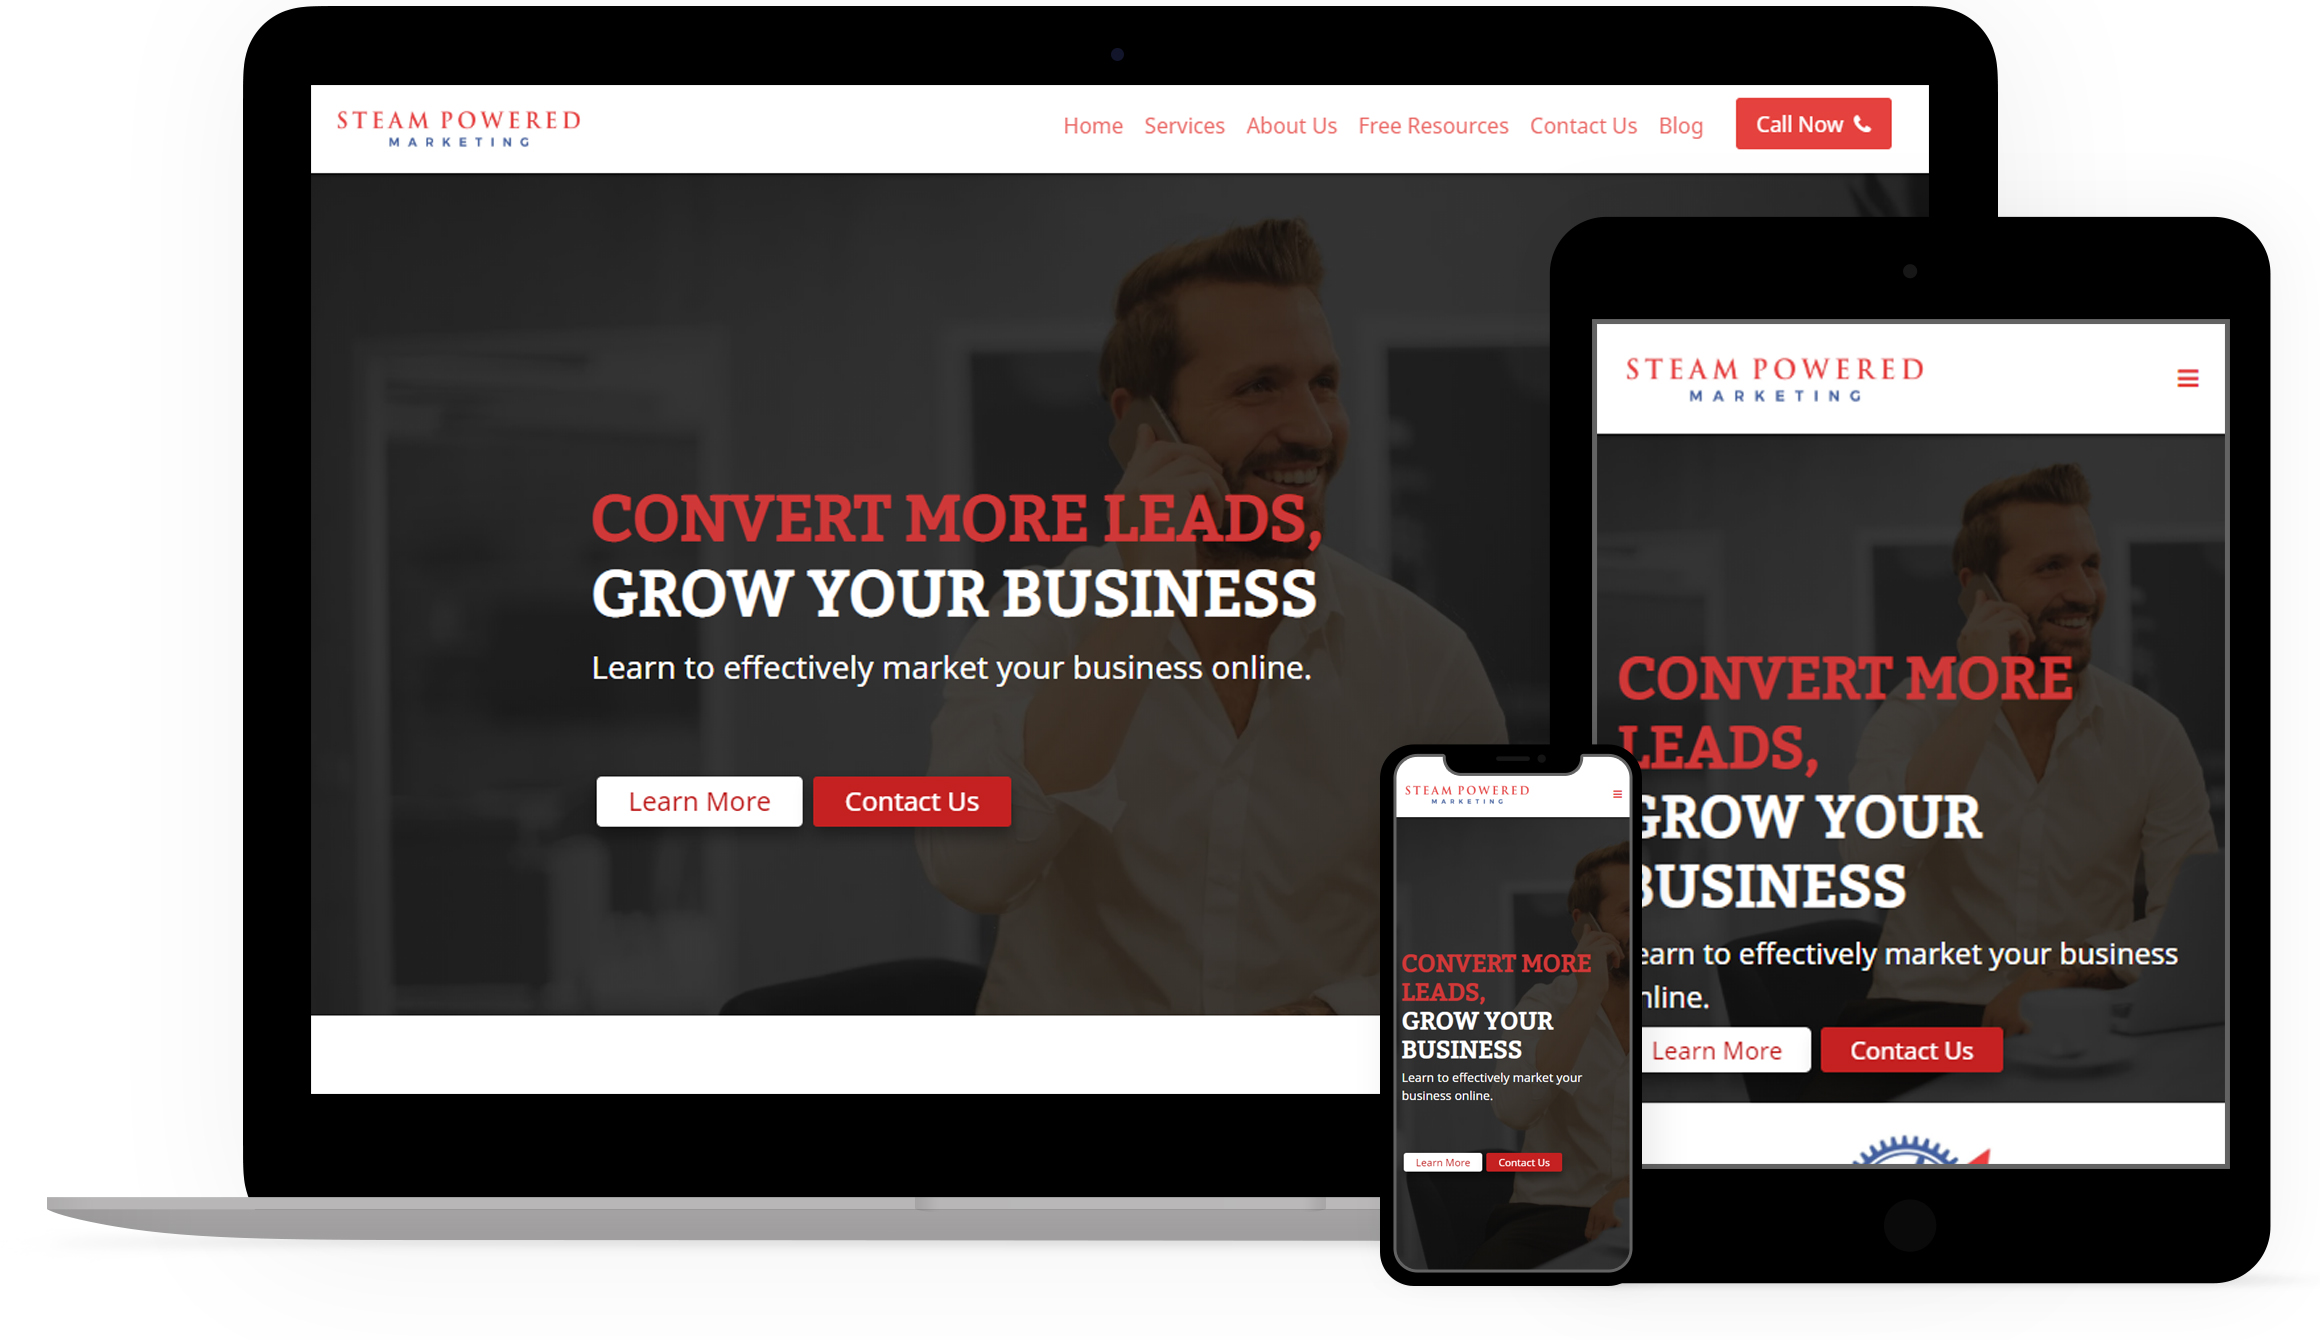 STEAM POWERED
MARKETING
Home Services About Us Free Resources Contact Us Blog Call Now
CONVERT MORE LEADS,
GROW YOUR BUSINESS
Learn to effectively market your business online.
Learn More Contact Us
STEAM POWERED
MARKETING
CONVERT MORE
LEADS,
GROW YOUR
BUSINESS
Learn to effectively market your
business online.
Learn More Contact Us
STEAM POWERED
MARKETING
CONVERT MORE
LEADS,
GROW YOUR
BUSINESS
earn to effectively market your business
nline.
Learn More Contact Us